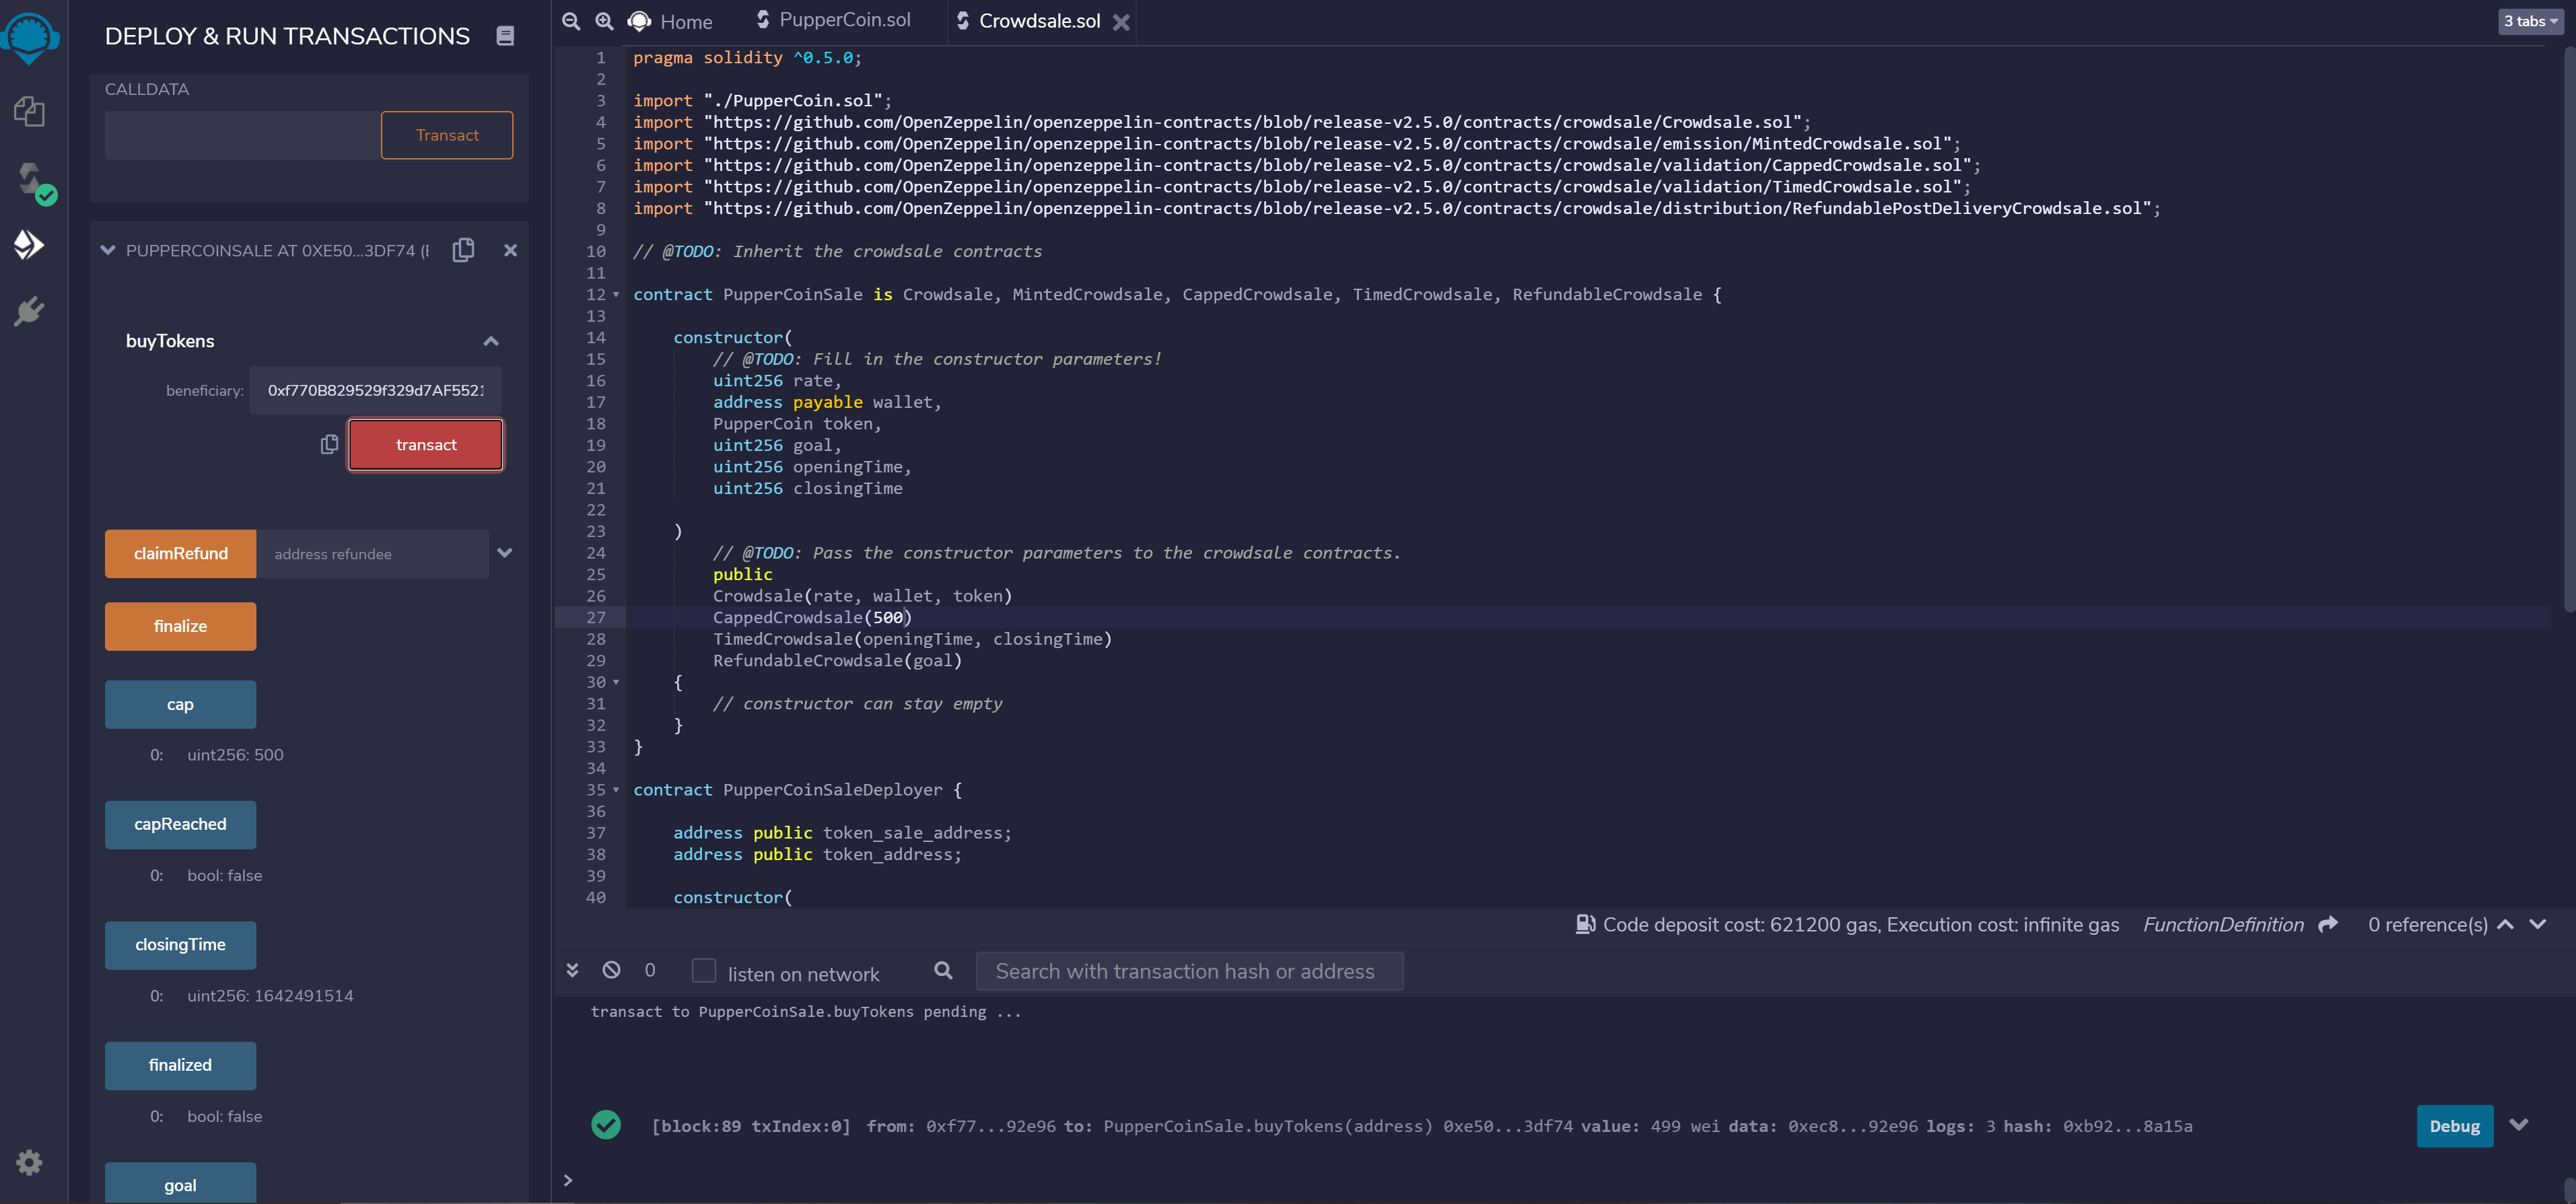 DEPLOY & RUN TRANSACTIONS
CALLDATA
Transact
PUPPERCOINSALE AT 0XE50...3DF74 (
buyTokens
beneficiary:
0xf770B829529f329d7AF5521
transact
claimRefund
address refundee
finalize
cap
0: uint256: 500
capReached
0: bool: false
closingTime
0: uint256: 1642491514
finalized
0: bool: false
goal
Home
PupperCoin.sol
Crowdsale.sol
3 tabs
1 pragma solidity ^0.5.0;
2
3 import "./PupperCoin.sol";
4 import "https://github.com/OpenZeppelin/openzeppelin-contracts/blob/release-v2.5.0/contracts/crowdsale/Crowdsale.sol";
5 import "https://github.com/OpenZeppelin/openzeppelin-contracts/blob/release-v2.5.0/contracts/crowdsale/emission/MintedCrowdsale.sol";
6 import "https://github.com/OpenZeppelin/openzeppelin-contracts/blob/release-v2.5.0/contracts/crowdsale/validation/CappedCrowdsale.sol";
7 import "https://github.com/OpenZeppelin/openzeppelin-contracts/blob/release-v2.5.0/contracts/crowdsale/validation/TimedCrowdsale.sol";
8 import "https://github.com/OpenZeppelin/openzeppelin-contracts/blob/release-v2.5.0/contracts/crowdsale/distribution/RefundablePostDeliveryCrowdsale.sol";
9
10 // @TODO: Inherit the crowdsale contracts
11
12 contract PupperCoinSale is Crowdsale, MintedCrowdsale, CappedCrowdsale, TimedCrowdsale, RefundableCrowdsale {
13
14 constructor(
15 // @TODO: Fill in the constructor parameters!
16 uint256 rate,
17 address payable wallet,
18 PupperCoin token,
19 uint256 goal,
20 uint256 openingTime,
21 uint256 closingTime
22
23 )
24 // @TODO: Pass the constructor parameters to the crowdsale contracts.
25 public
26 Crowdsale(rate, wallet, token)
27 CappedCrowdsale(500)
28 TimedCrowdsale(openingTime, closingTime)
29 RefundableCrowdsale(goal)
30 {
31 // constructor can stay empty
32 }
33 }
34
35 contract PupperCoinSaleDeployer {
36
37 address public token_sale_address;
38 address public token_address;
39
40 constructor(
Code deposit cost: 621200 gas, Execution cost: infinite gas FunctionDefinition 0 reference(s)
0 listen on network Search with transaction hash or address
transact to PupperCoinSale.buyTokens pending ...
[block:89 txIndex:0] from: 0xf77...92e96 to: PupperCoinSale.buyTokens(address) 0xe50...3df74 value: 499 wei data: 0xec8...92e96 logs: 3 hash: 0xb92...8a15a
Debug
>